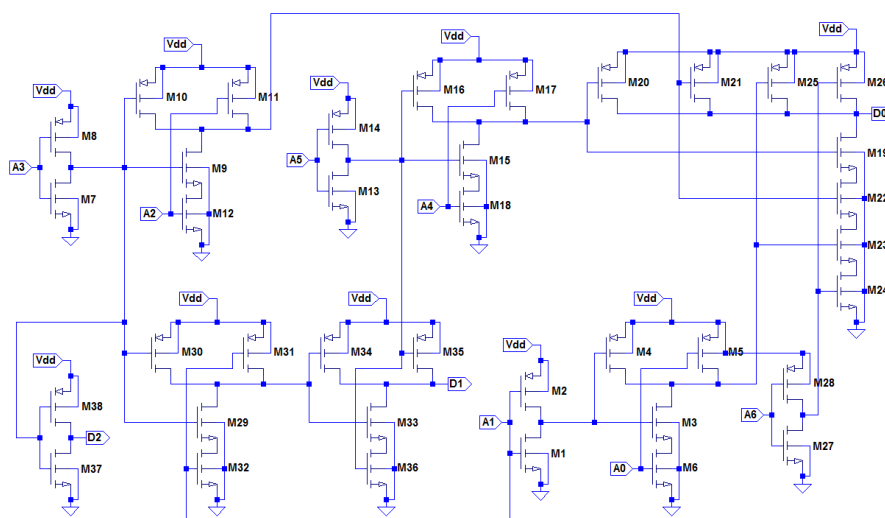 Vdd
Vdd
Vdd
Vdd
Vdd
M10
M11
M16
M17
M20
M21
M25
M26
M8
M14
D0
A3
M9
A5
M15
M19
M7
M13
A2
M12
A4
M18
M22
M23
M24
Vdd
Vdd
Vdd
Vdd
Vdd
M30
M31
M34
M35
M4
M5
M38
D1
M2
M28
A1
A6
D2
M29
M33
M3
M37
M32
M36
M1
A0
M6
M27